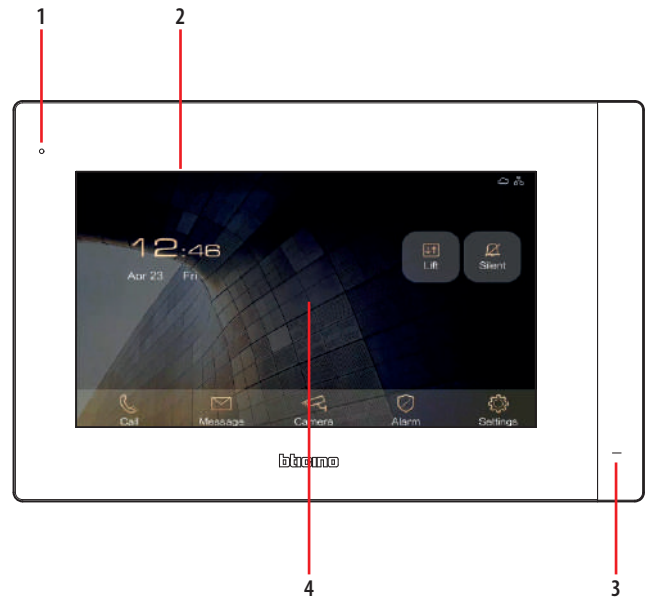 1 2
12:46
Apr 23 Fri
Lift Silent
Call Message Camera Alarm Settings
bticino
4 3